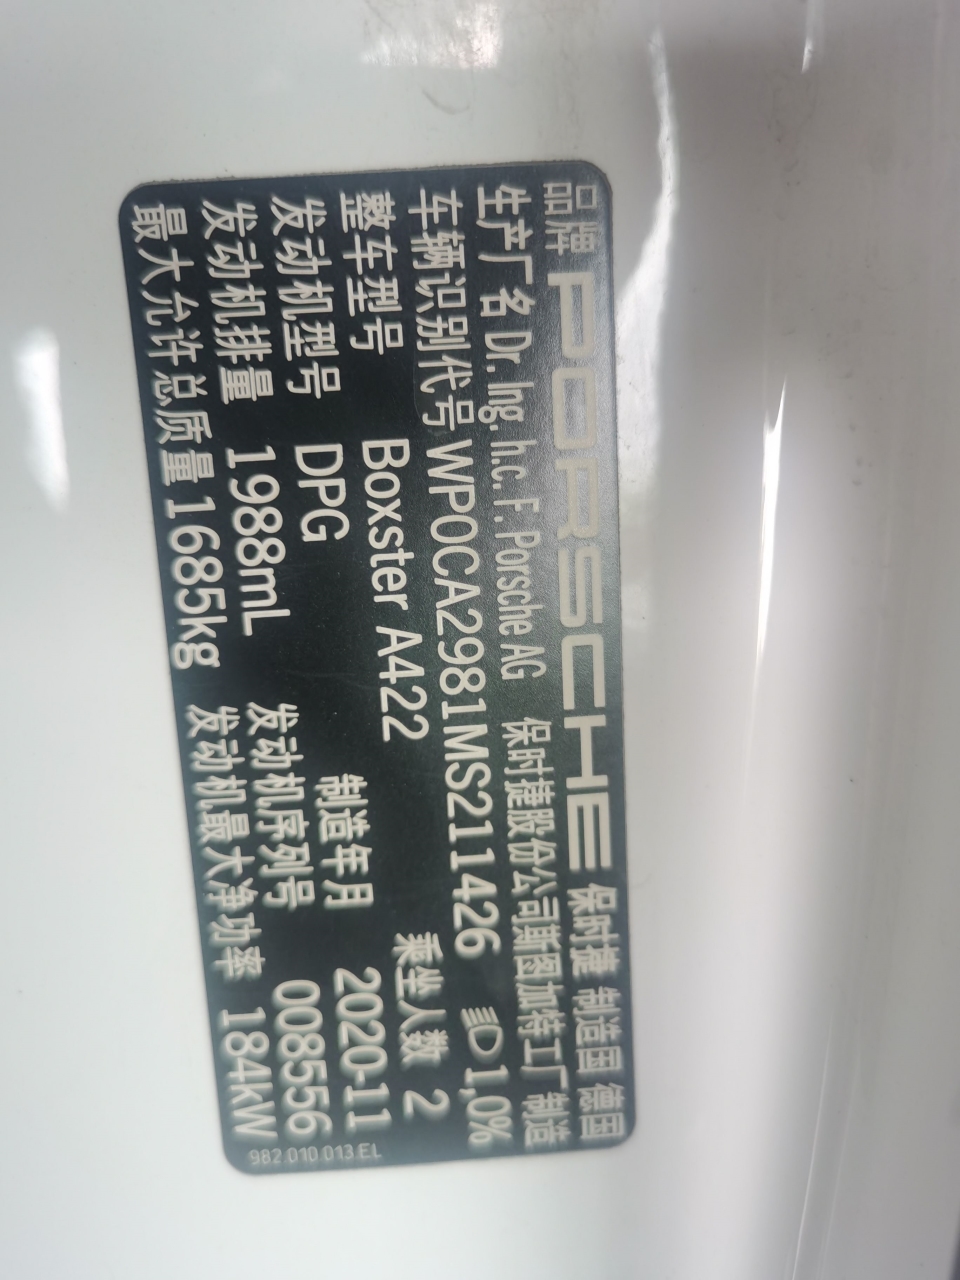 品牌 PORSCHE 保时捷 制造国 德国
生产厂名 Dr. Ing. h.c. F. Porsche AG 保时捷股份公司斯图加特工厂制造
车辆识别代号 WP0CA2981MS211426 1,0%
整车型号 Boxster A422 乘坐人数 2
发动机型号 DPG 制造年月 2020-11
发动机排量 1988mL 发动机序列号 008556
最大允许总质量 1685kg 发动机最大净功率 184kW
982.010.013.EL